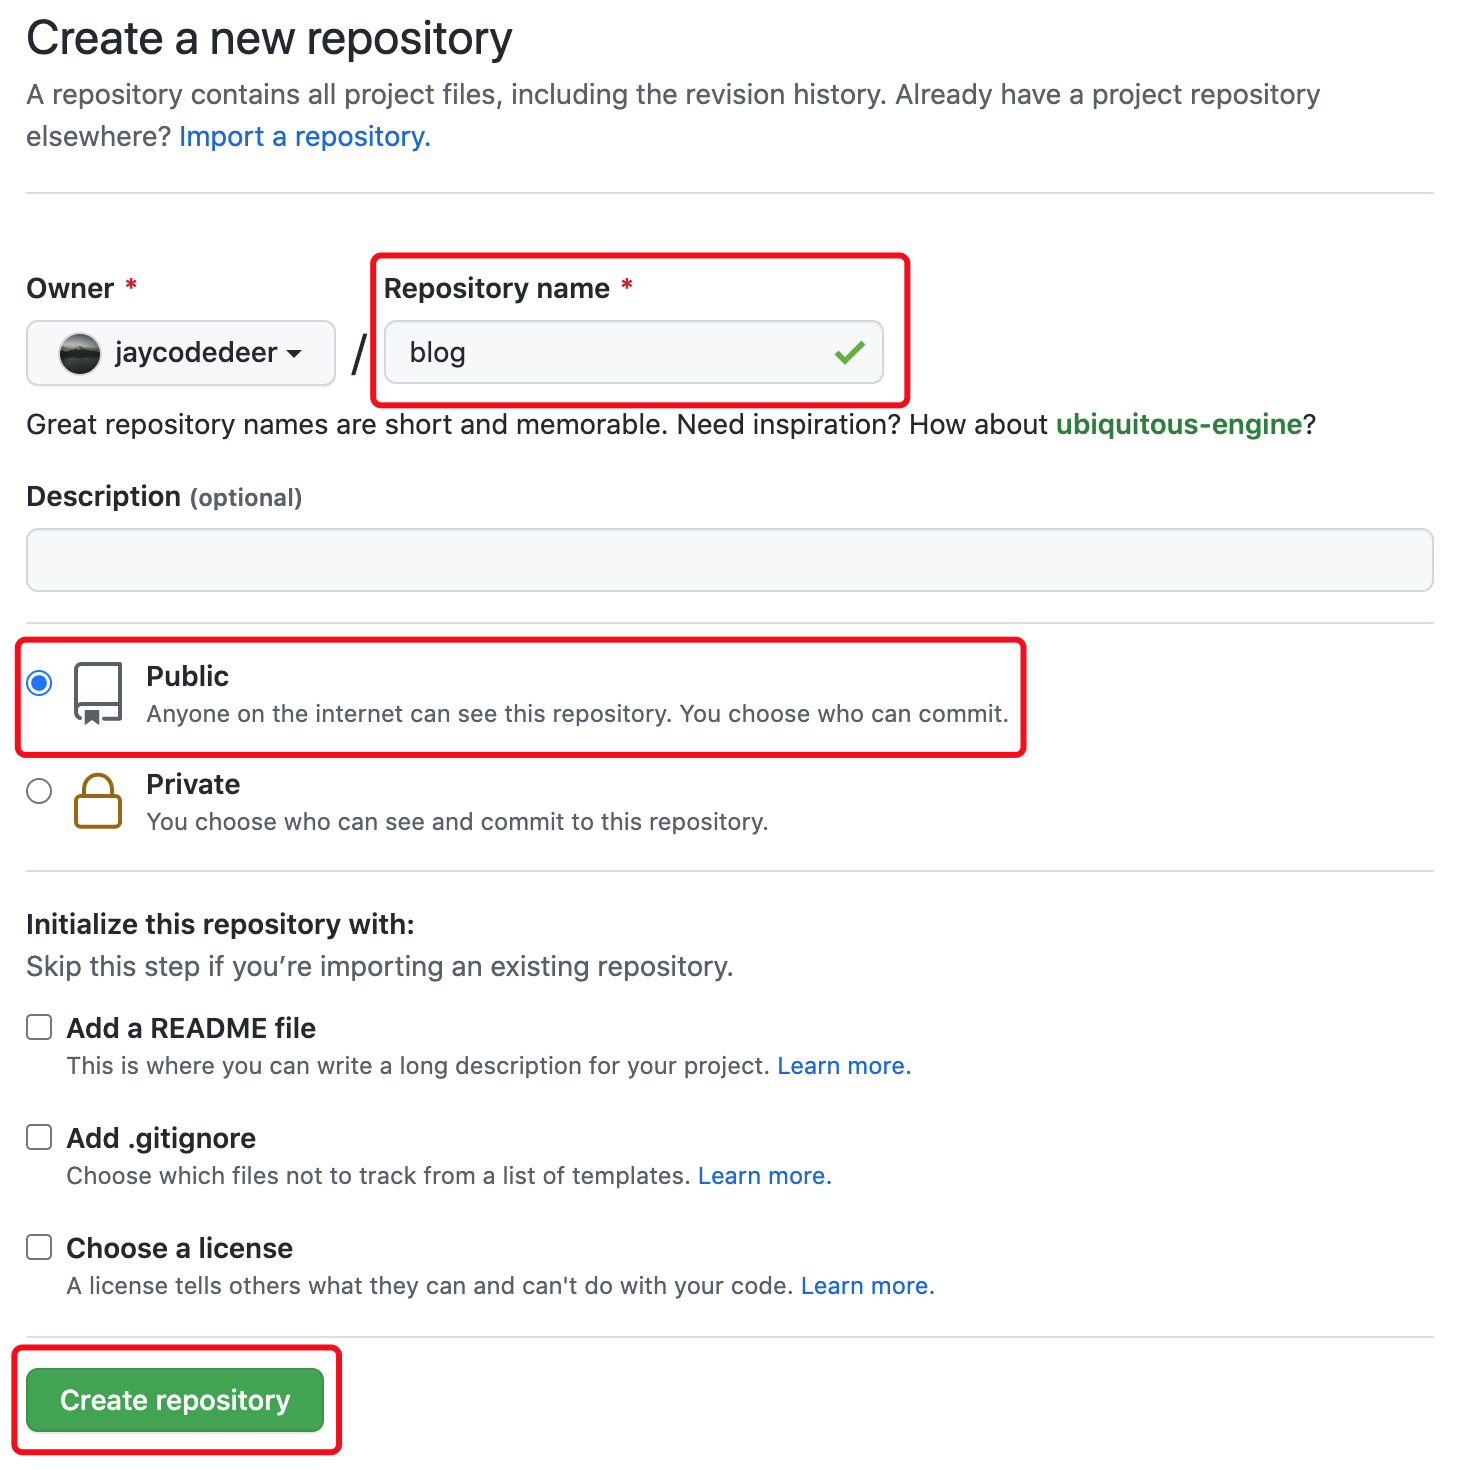 Create a new repository
A repository contains all project files, including the revision history. Already have a project repository
elsewhere? Import a repository.
Owner *
Repository name *
jaycodedeer
/
blog
Great repository names are short and memorable. Need inspiration? How about ubiquitous-engine?
Description (optional)
Public
Anyone on the internet can see this repository. You choose who can commit.
Private
You choose who can see and commit to this repository.
Initialize this repository with:
Skip this step if you’re importing an existing repository.
Add a README file
This is where you can write a long description for your project. Learn more.
Add .gitignore
Choose which files not to track from a list of templates. Learn more.
Choose a license
A license tells others what they can and can't do with your code. Learn more.
Create repository